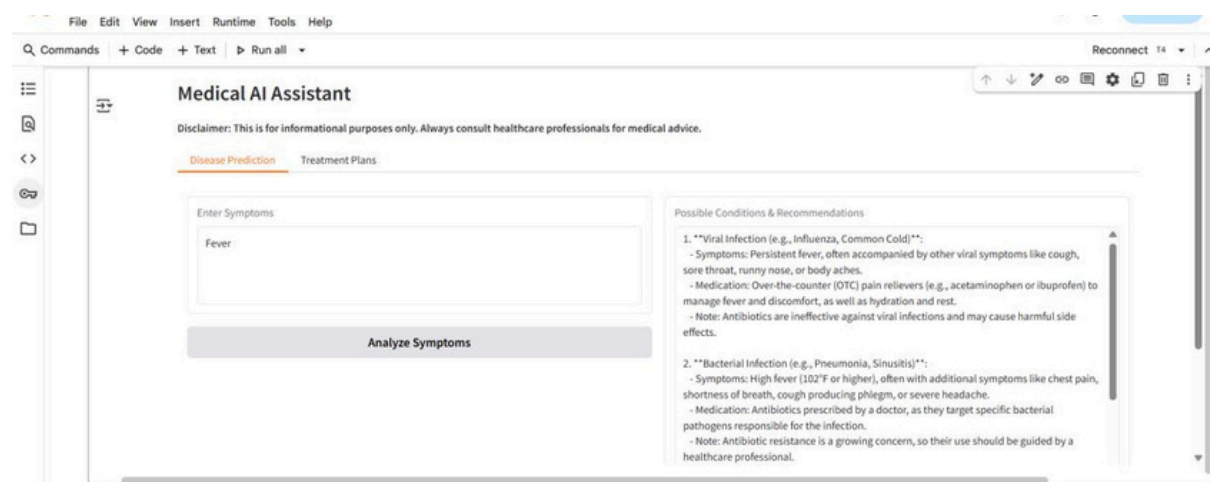 File Edit View Insert Runtime Tools Help
Commands + Code + Text Run all Reconnect T4
Medical AI Assistant
Disclaimer: This is for informational purposes only. Always consult healthcare professionals for medical advice.
Disease Prediction Treatment Plans
Enter Symptoms
Fever
Analyze Symptoms
Possible Conditions & Recommendations
1. **Viral Infection (e.g., Influenza, Common Cold)**:
- Symptoms: Persistent fever, often accompanied by other viral symptoms like cough,
sore throat, runny nose, or body aches.
- Medication: Over-the-counter (OTC) pain relievers (e.g., acetaminophen or ibuprofen) to
manage fever and discomfort, as well as hydration and rest.
- Note: Antibiotics are ineffective against viral infections and may cause harmful side
effects.
2. **Bacterial Infection (e.g., Pneumonia, Sinusitis)**:
- Symptoms: High fever (102°F or higher), often with additional symptoms like chest pain,
shortness of breath, cough producing phlegm, or severe headache.
- Medication: Antibiotics prescribed by a doctor, as they target specific bacterial
pathogens responsible for the infection.
- Note: Antibiotic resistance is a growing concern, so their use should be guided by a
healthcare professional.